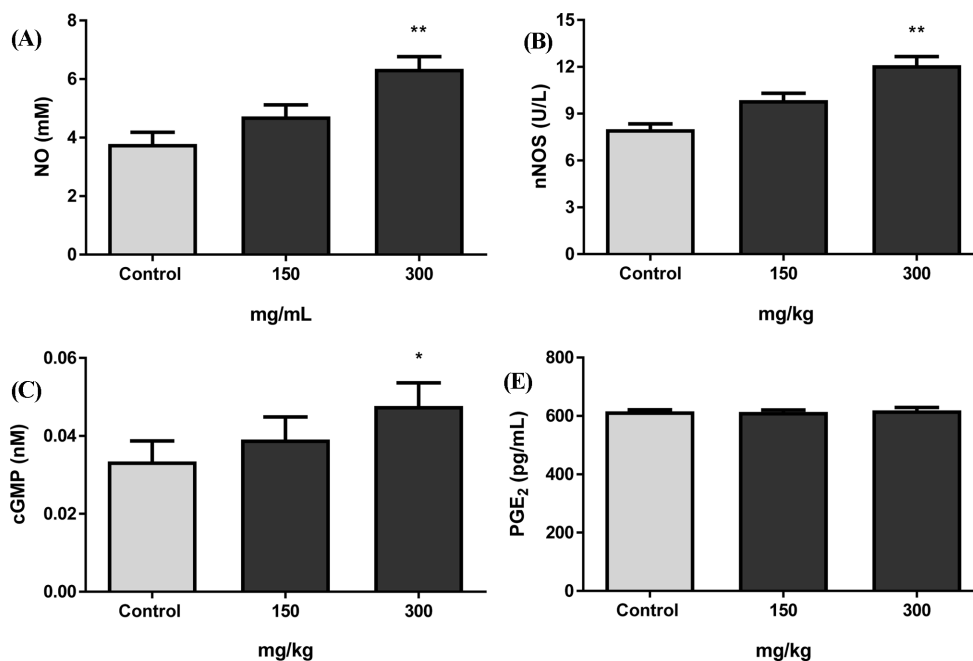 (A)
NO (mM)
8
6
4
2
0
**
Control 150 300
mg/mL
(B)
nNOS (U/L)
15
12
9
6
3
0
**
Control 150 300
mg/kg
(C)
cGMP (nM)
0.06
0.04
0.02
0.00
*
Control 150 300
mg/kg
(E)
PGE₂ (pg/mL)
800
600
400
200
0
Control 150 300
mg/kg